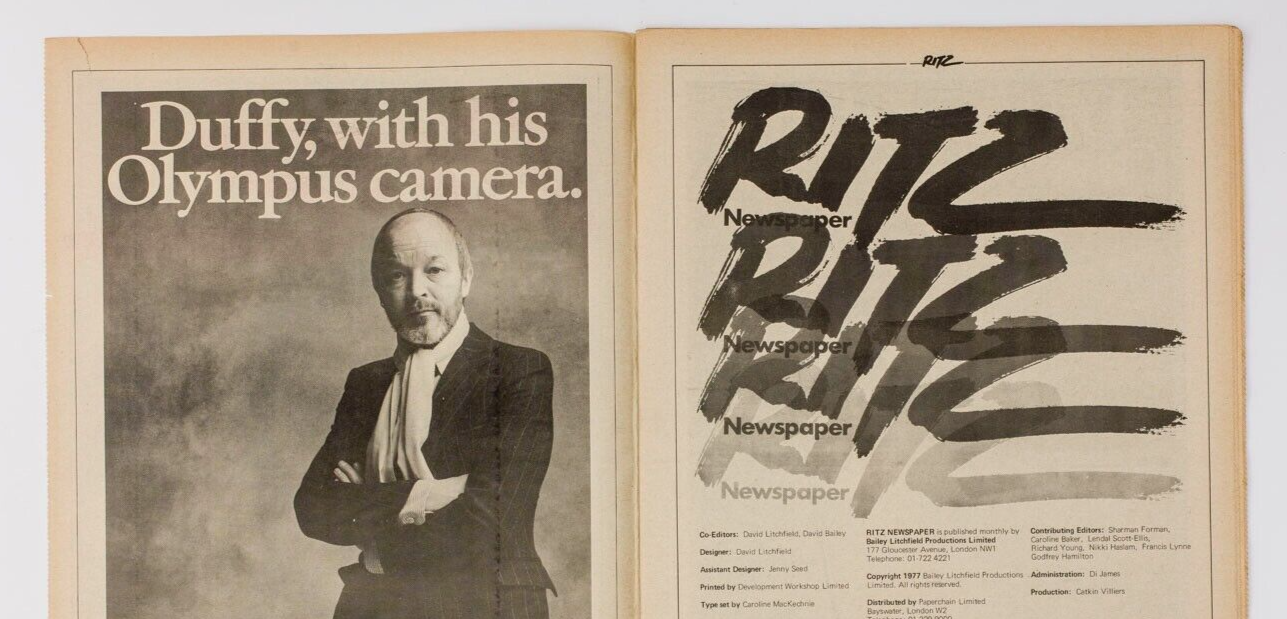 Duffy, with his
Olympus camera.
RITZ
RITZ
Newspaper
RITZ
Newspaper
RITZ
Newspaper
RITZ
Newspaper
Co-Editors: David Litchfield, David Bailey
Designer: David Litchfield
Assistant Designer: Jenny Seed
Printed by Development Workshop Limited
Type set by Caroline MacKechnie
RITZ NEWSPAPER is published monthly by
Bailey Litchfield Productions Limited
177 Gloucester Avenue, London NW1
Telephone: 01-722 4221
Copyright 1977 Bailey Litchfield Productions
Limited. All rights reserved.
Distributed by Paperchain Limited
Bayswater, London W2
Contributing Editors: Sharman Forman,
Caroline Baker, Lendal Scott-Ellis,
Richard Young, Nikki Haslam, Francis Lynne
Godfrey Hamilton
Administration: Di James
Production: Catkin Villiers